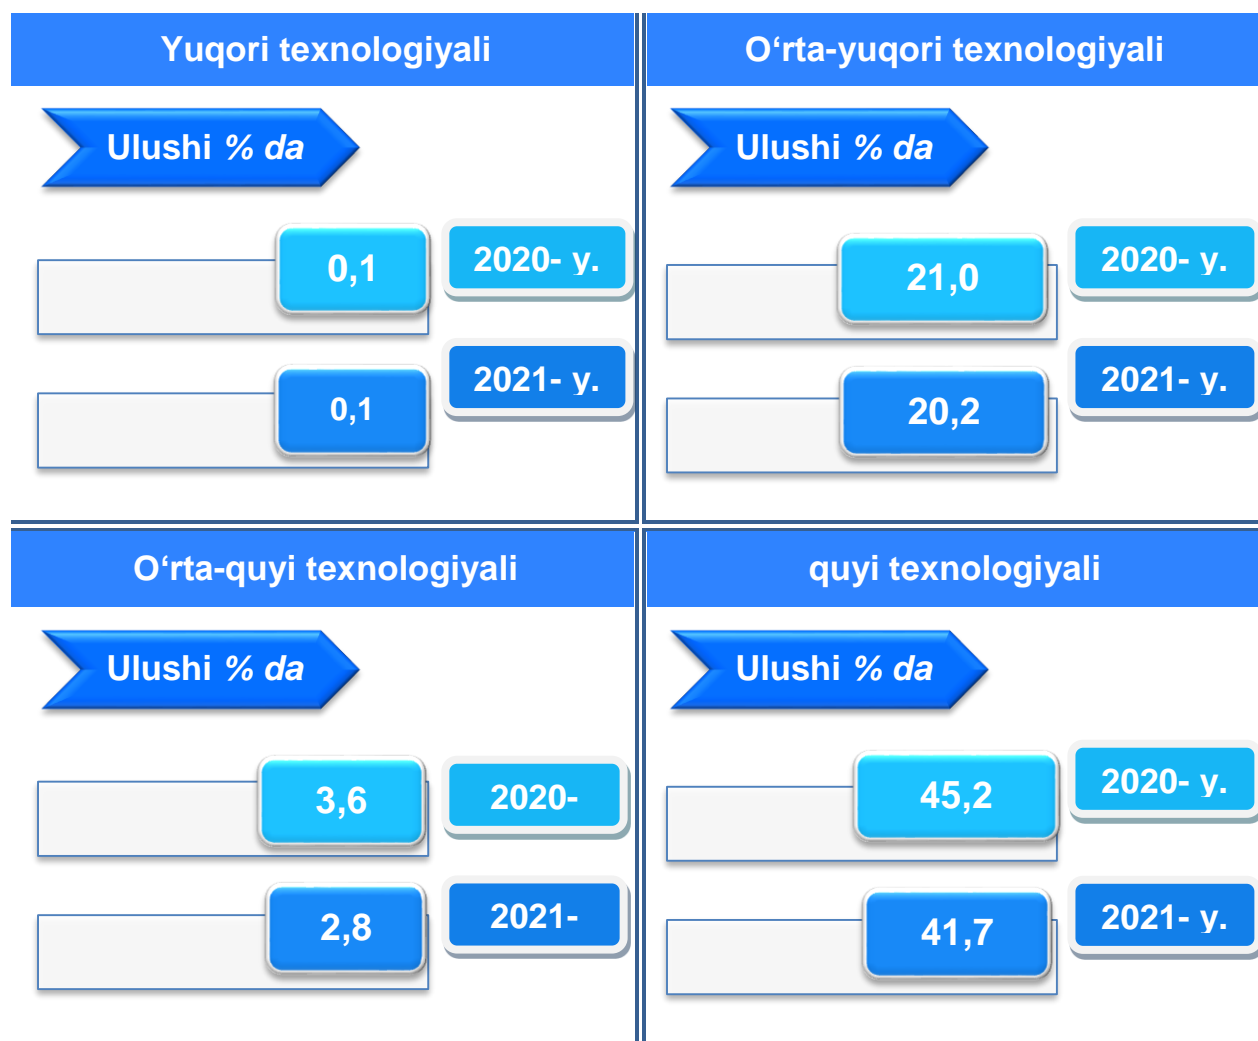 Yuqori texnologiyali
Ulushi % da
0,1
2020- y.
0,1
2021- y.
O‘rta-yuqori texnologiyali
Ulushi % da
21,0
2020- y.
20,2
2021- y.
O‘rta-quyi texnologiyali
Ulushi % da
3,6
2020-
2,8
2021-
quyi texnologiyali
Ulushi % da
45,2
2020- y.
41,7
2021- y.